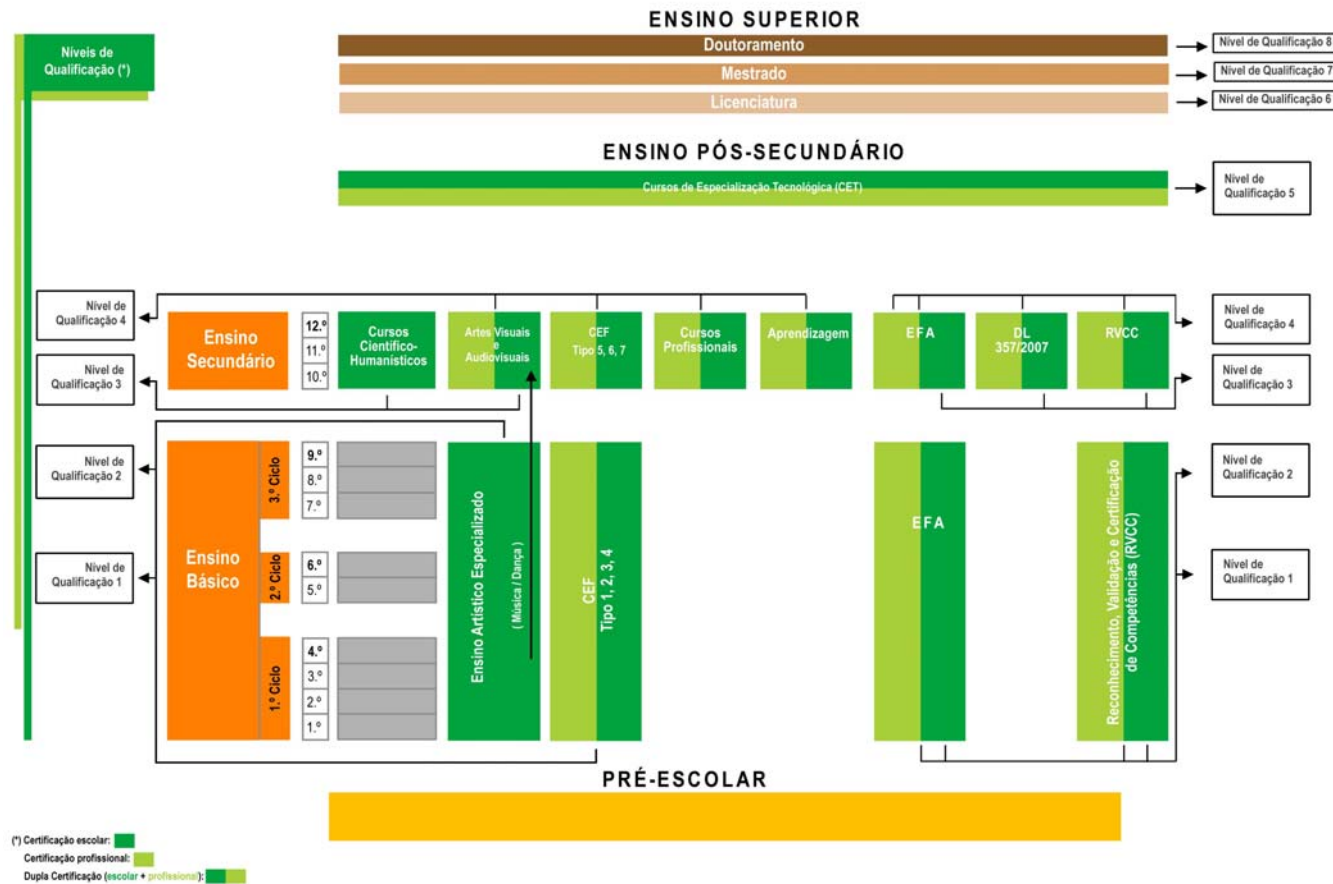 ENSINO SUPERIOR
Níveis de
Qualificação (*)
Doutoramento
Nível de Qualificação 8
Mestrado
Nível de Qualificação 7
Licenciatura
Nível de Qualificação 6
ENSINO PÓS-SECUNDÁRIO
Cursos de Especialização Tecnológica (CET)
Nível de
Qualificação 5
Nível de
Qualificação 4
Nível de
Qualificação 3
Ensino
Secundário
12.º
11.º
10.º
Cursos
Científico-
Humanísticos
Artes Visuais
e
Audiovisuais
CEF
Tipo 5, 6, 7
Cursos
Profissionais
Aprendizagem
EFA
DL
357/2007
RVCC
Nível de
Qualificação 4
Nível de
Qualificação 3
Nível de
Qualificação 2
Nível de
Qualificação 1
Ensino
Básico
3.º Ciclo
9.º
8.º
7.º
2.º Ciclo
6.º
5.º
1.º Ciclo
4.º
3.º
2.º
1.º
Ensino Artístico Especializado
( Música / Dança )
CEF
Tipo 1, 2, 3, 4
EFA
Reconhecimento, Validação e Certificação
de Competências (RVCC)
Nível de
Qualificação 2
Nível de
Qualificação 1
PRÉ-ESCOLAR
(*) Certificação escolar:
Certificação profissional:
Dupla Certificação (escolar + profissional):